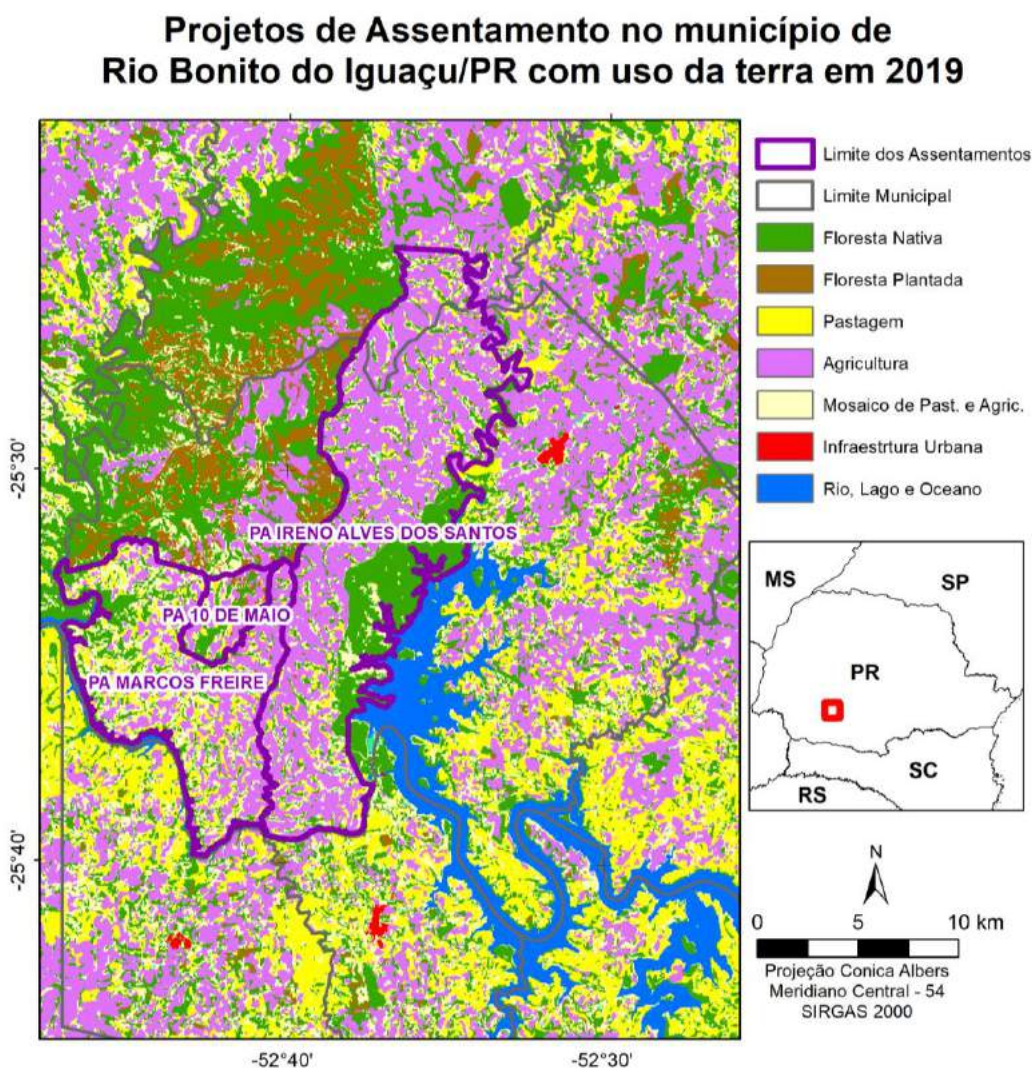 Projetos de Assentamento no município de
Rio Bonito do Iguaçu/PR com uso da terra em 2019
Limite dos Assentamentos
Limite Municipal
Floresta Nativa
Floresta Plantada
Pastagem
Agricultura
Mosaico de Past. e Agric.
Infraestrtura Urbana
Rio, Lago e Oceano
-25°30'
PA IRENO ALVES DOS SANTOS
PA 10 DE MAIO
PA MARCOS FREIRE
-25°40'
-52°40'
-52°30'
MS
SP
PR
SC
RS
N
0 5 10 km
Projeção Conica Albers
Meridiano Central - 54
SIRGAS 2000